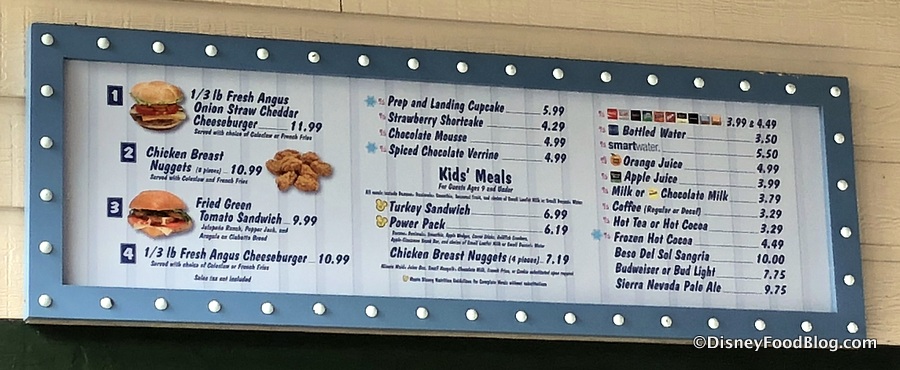 1
1/3 lb Fresh Angus
Onion Straw Cheddar
Cheeseburger 11.99
Served with choice of Coleslaw or French Fries
2
Chicken Breast
Nuggets (8 pieces) 10.99
Served with Coleslaw and French Fries
3
Fried Green
Tomato Sandwich 9.99
Jalapeño Ranch, Pepper Jack, and
Arugula on Ciabatta Bread
4
1/3 lb Fresh Angus Cheeseburger 10.99
Served with choice of Coleslaw or French Fries
Sales tax not included
Prep and Landing Cupcake 5.99
Strawberry Shortcake 4.29
Chocolate Mousse 4.99
Spiced Chocolate Verrine 4.99
Kids' Meals
For Guests Ages 9 and Under
Turkey Sandwich 6.99
Power Pack 6.19
Chicken Breast Nuggets (4 pieces) 7.19
3.99 & 4.49
Bottled Water 3.50
smartwater. 5.50
Orange Juice 4.99
Apple Juice 3.99
Milk or Chocolate Milk 3.79
Coffee (Regular or Decaf) 3.29
Hot Tea or Hot Cocoa 3.29
Frozen Hot Cocoa 4.49
Beso Del Sol Sangria 10.00
Budweiser or Bud Light 7.75
Sierra Nevada Pale Ale 9.75
©DisneyFoodBlog.com